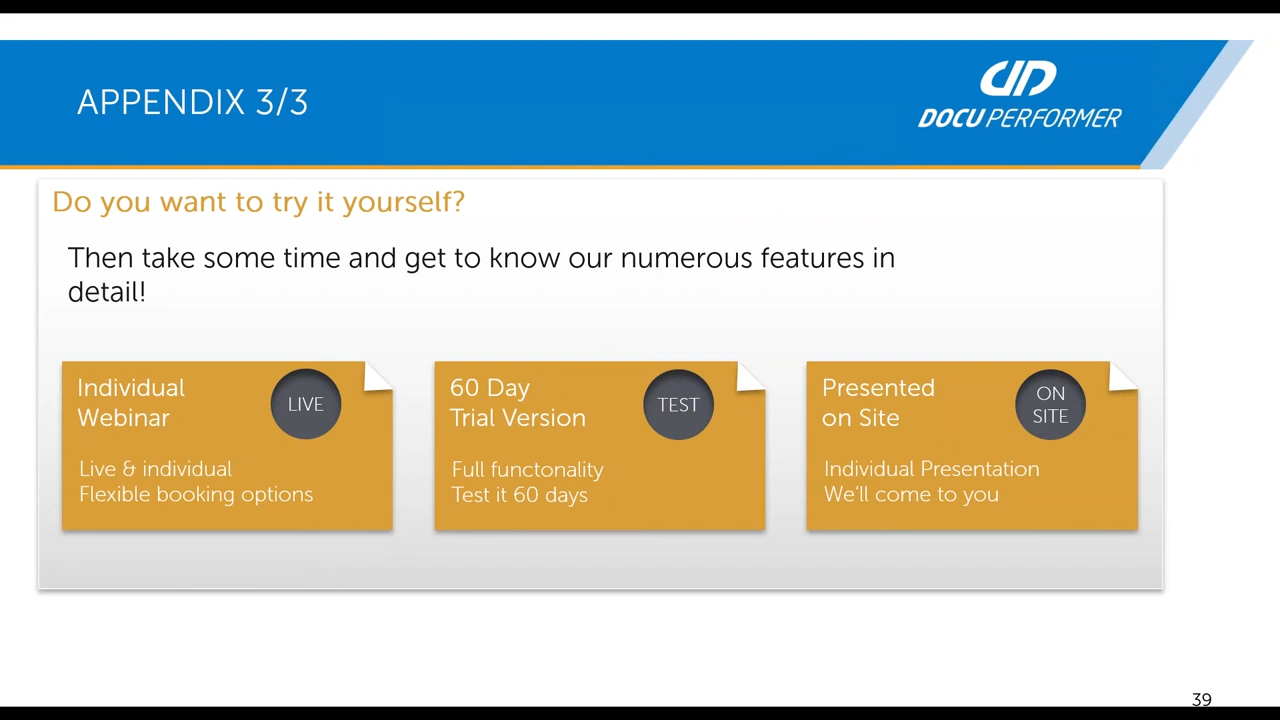 APPENDIX 3/3
DOCU PERFORMER
Do you want to try it yourself?
Then take some time and get to know our numerous features in
detail!
Individual
Webinar
LIVE
Live & individual
Flexible booking options
60 Day
Trial Version
TEST
Full functonality
Test it 60 days
Presented
on Site
ON
SITE
Individual Presentation
We'll come to you
39